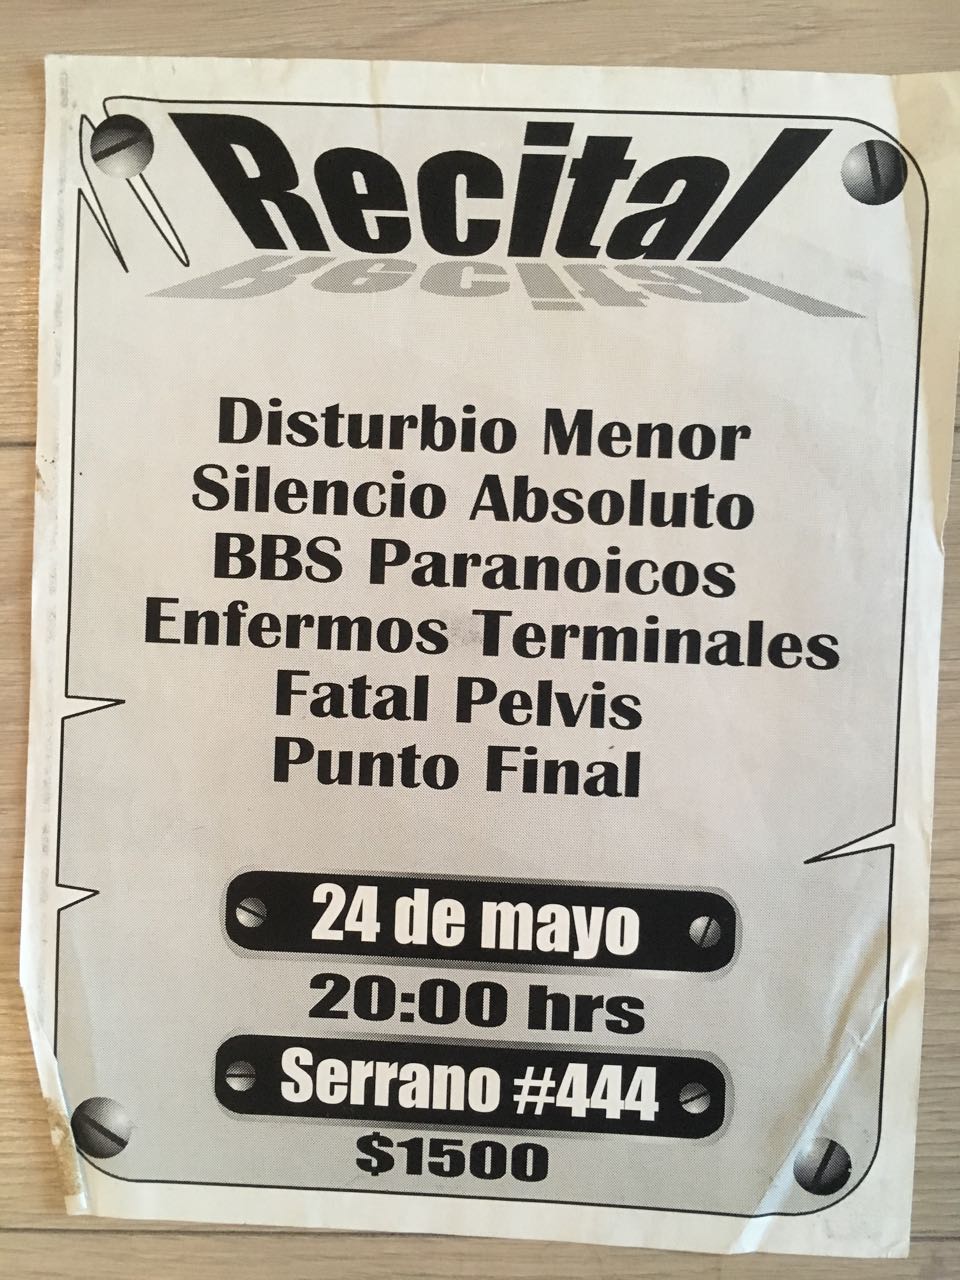 Recital
Disturbio Menor
Silencio Absoluto
BBS Paranoicos
Enfermos Terminales
Fatal Pelvis
Punto Final
24 de mayo
20:00 hrs
Serrano #444
$1500